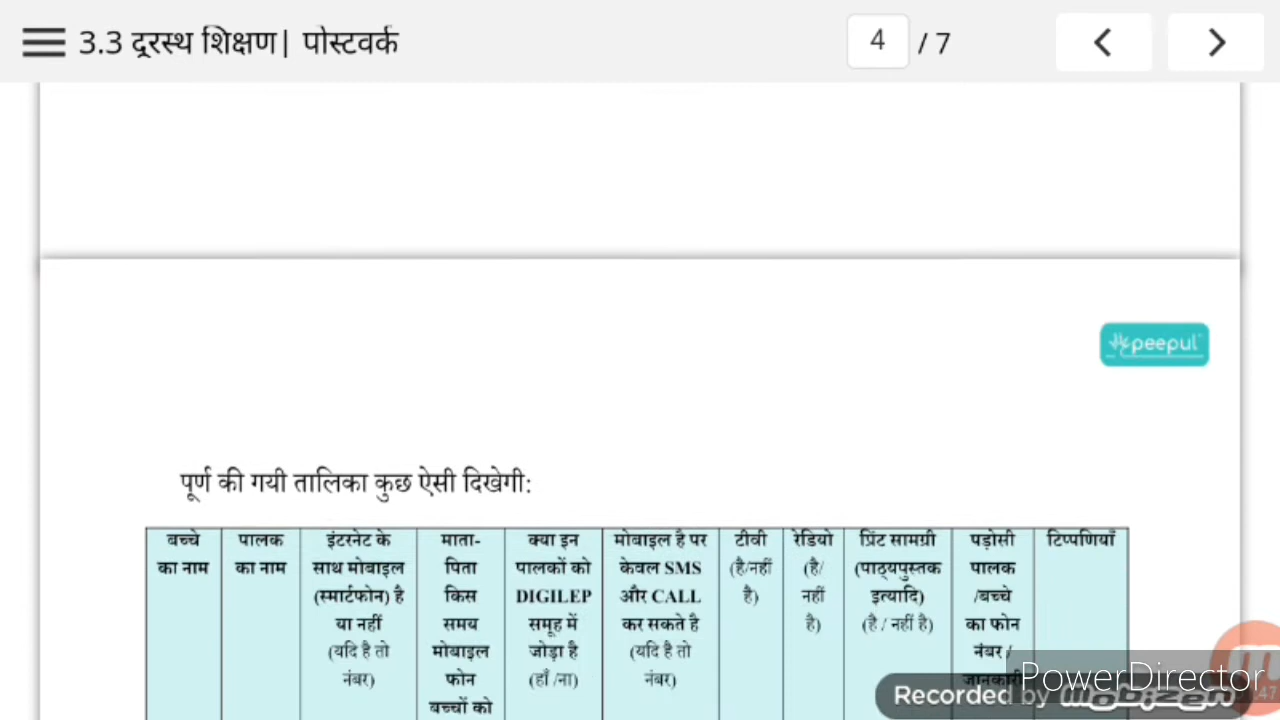 3.3 दूरस्थ शिक्षण| पोस्टवर्क
4 / 7
peepul
पूर्ण की गयी तालिका कुछ ऐसी दिखेगी:
बच्चे का नाम
पालक का नाम
इंटरनेट के साथ मोबाइल (स्मार्टफोन) है या नहीं (यदि है तो नंबर)
माता-पिता किस समय मोबाइल फोन बच्चों को
क्या इन पालकों को DIGILEP समूह में जोड़ा है (हाँ /ना)
मोबाइल है पर केवल SMS और CALL कर सकते है (यदि है तो नंबर)
टीवी (है/नहीं है)
रेडियो (है/ नहीं है)
प्रिंट सामग्री (पाठ्यपुस्तक इत्यादि) (है / नहीं है)
पड़ोसी पालक /बच्चे का फोन नंबर / जानकारी
टिप्पणियाँ
PowerDirector
Recorded by mobizen